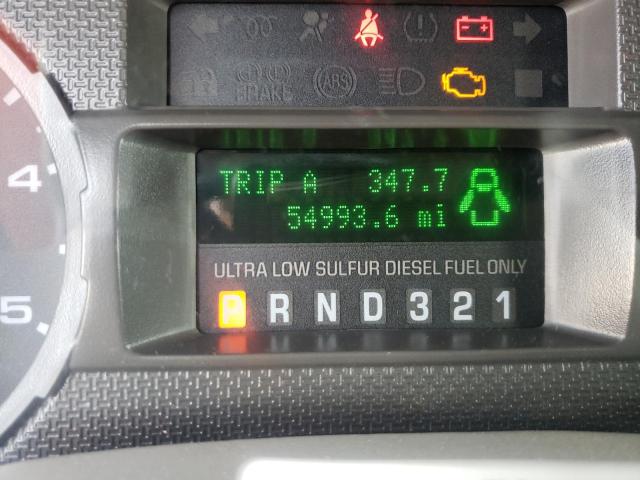 BRAKE (ABS)
4
TRIP A 347.7
54993.6 mi
ULTRA LOW SULFUR DIESEL FUEL ONLY
5
P R N D 3 2 1